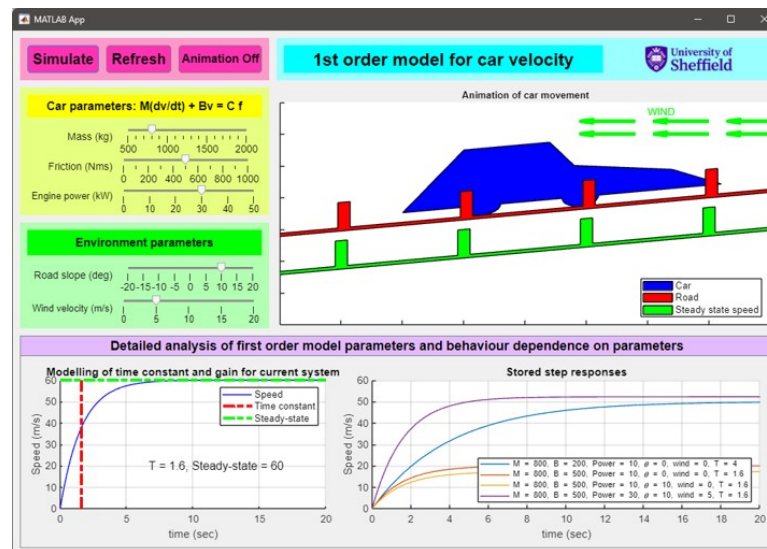 MATLAB App
Simulate Refresh Animation Off
1st order model for car velocity
University of
Sheffield
Car parameters: M(dv/dt) + Bv = C f
Mass (kg)
500 1000 1500 2000
Friction (Nms)
0 200 400 600 800 1000
Engine power (kW)
0 10 20 30 40 50
Environment parameters
Road slope (deg)
-20 -15 -10 -5 0 5 10 15 20
Wind velocity (m/s)
0 5 10 15 20
Animation of car movement
WIND
Car
Road
Steady state speed
Detailed analysis of first order model parameters and behaviour dependence on parameters
Modelling of time constant and gain for current system
60
50
40
30
20
10
0
Speed (m/s)
Speed
Time constant
Steady-state
T = 1.6, Steady-state = 60
0 5 10 15 20
time (sec)
Stored step responses
60
50
40
30
20
10
0
Speed (m/s)
M = 800, B = 200, Power = 10, ø = 0, wind = 0, T = 4
M = 800, B = 500, Power = 10, ø = 0, wind = 0, T = 1.6
M = 800, B = 500, Power = 10, ø = 10, wind = 0, T = 1.6
M = 800, B = 500, Power = 30, ø = 10, wind = 5, T = 1.6
0 2 4 6 8 10 12 14 16 18 20
time (sec)